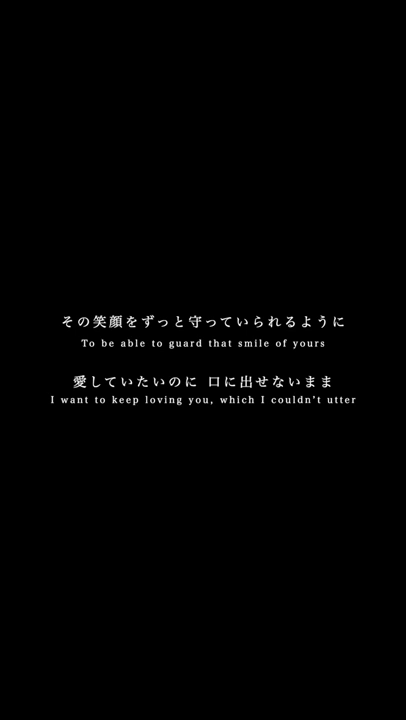 その笑顔をずっと守っていられるように
To be able to guard that smile of yours
愛していたいのに 口に出せないまま
I want to keep loving you, which I couldn't utter